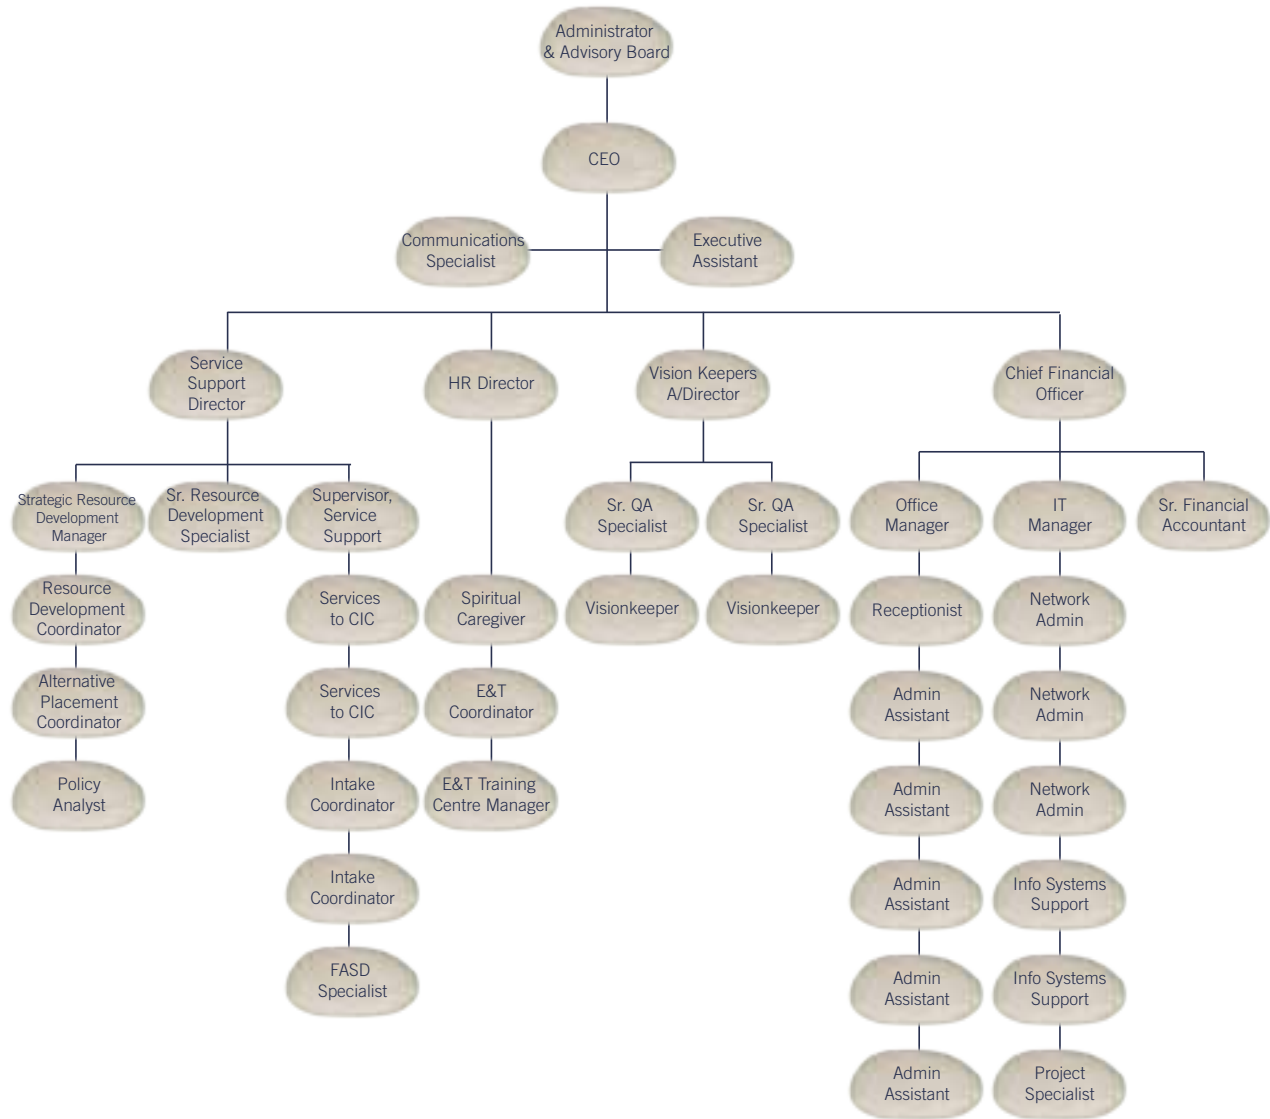 Administrator
& Advisory Board
CEO
Communications
Specialist
Executive
Assistant
Service
Support
Director
HR Director
Vision Keepers
A/Director
Chief Financial
Officer
Strategic Resource
Development
Manager
Sr. Resource
Development
Specialist
Supervisor,
Service
Support
Sr. QA
Specialist
Sr. QA
Specialist
Office
Manager
IT
Manager
Sr. Financial
Accountant
Resource
Development
Coordinator
Services
to CIC
Spiritual
Caregiver
Visionkeeper
Visionkeeper
Receptionist
Network
Admin
Alternative
Placement
Coordinator
Services
to CIC
E&T
Coordinator
Admin
Assistant
Network
Admin
Policy
Analyst
Intake
Coordinator
E&T Training
Centre Manager
Admin
Assistant
Network
Admin
Intake
Coordinator
Admin
Assistant
Info Systems
Support
FASD
Specialist
Admin
Assistant
Info Systems
Support
Admin
Assistant
Project
Specialist